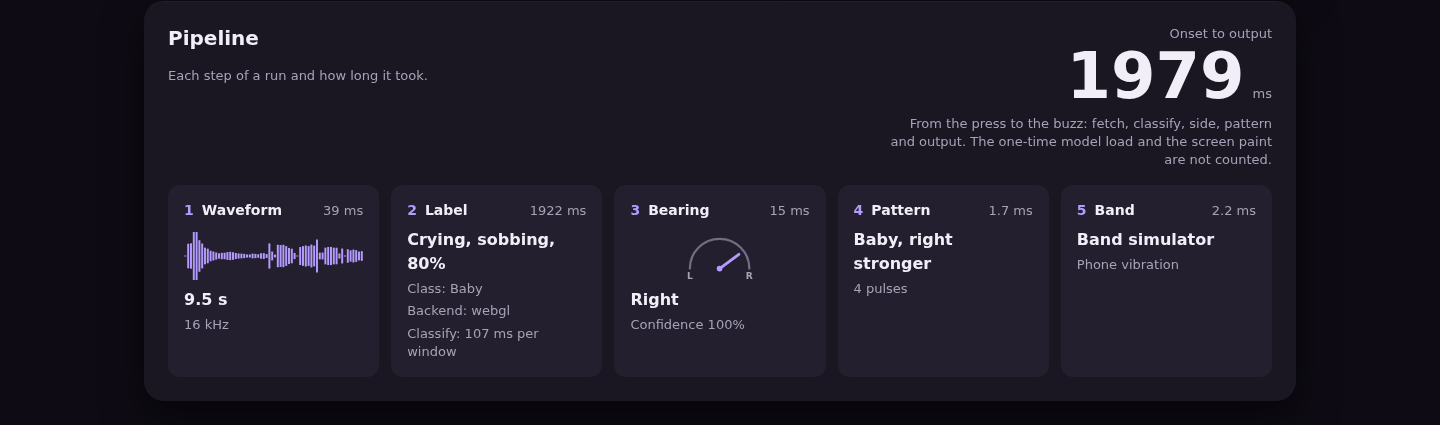 Pipeline
Each step of a run and how long it took.
Onset to output
1979 ms
From the press to the buzz: fetch, classify, side, pattern
and output. The one-time model load and the screen paint
are not counted.
1 Waveform 39 ms
9.5 s
16 kHz
2 Label 1922 ms
Crying, sobbing,
80%
Class: Baby
Backend: webgl
Classify: 107 ms per
window
3 Bearing 15 ms
L R
Right
Confidence 100%
4 Pattern 1.7 ms
Baby, right
stronger
4 pulses
5 Band 2.2 ms
Band simulator
Phone vibration